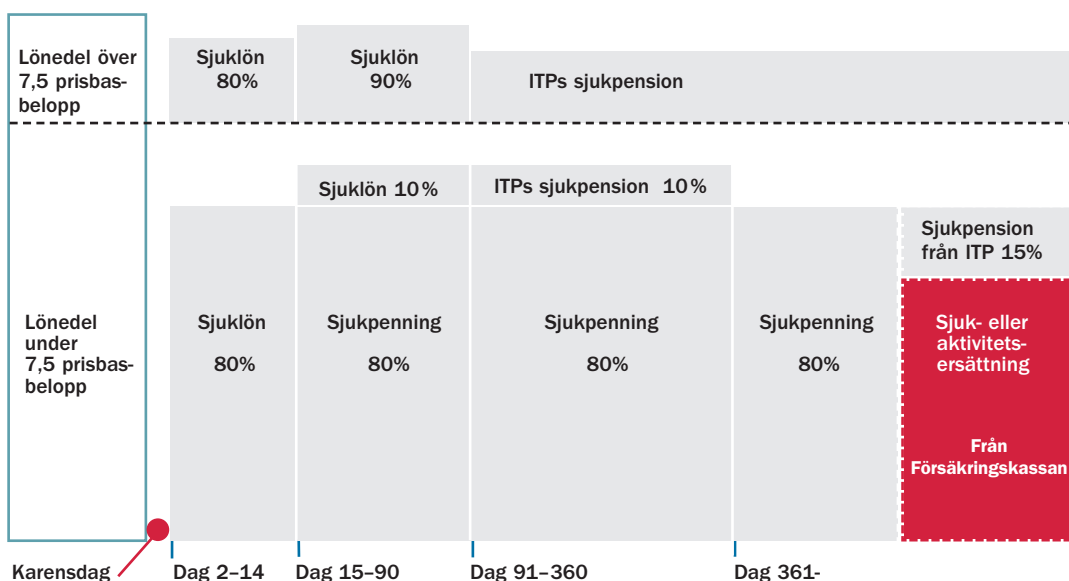 Lönedel över
7,5 prisbas-
belopp
Sjuklön
80%
Sjuklön
90%
ITPs sjukpension
Sjuklön 10%
ITPs sjukpension 10%
Sjukpension
från ITP 15%
Lönedel
under
7,5 prisbas-
belopp
Sjuklön
80%
Sjukpenning
80%
Sjukpenning
80%
Sjukpenning
80%
Sjuk- eller
aktivitets-
ersättning
Från
Försäkringskassan
Karensdag
Dag 2–14
Dag 15–90
Dag 91–360
Dag 361-